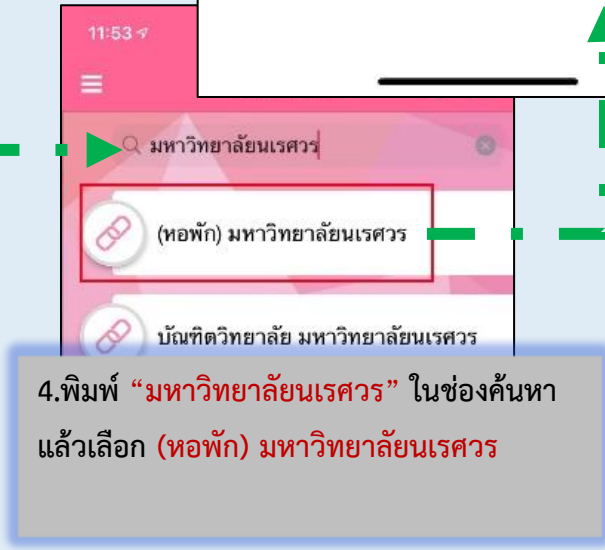 11:53
มหาวิทยาลัยนเรศวร
(หอพัก) มหาวิทยาลัยนเรศวร
บัณฑิตวิทยาลัย มหาวิทยาลัยนเรศวร
4.พิมพ์ “มหาวิทยาลัยนเรศวร” ในช่องค้นหา
แล้วเลือก (หอพัก) มหาวิทยาลัยนเรศวร